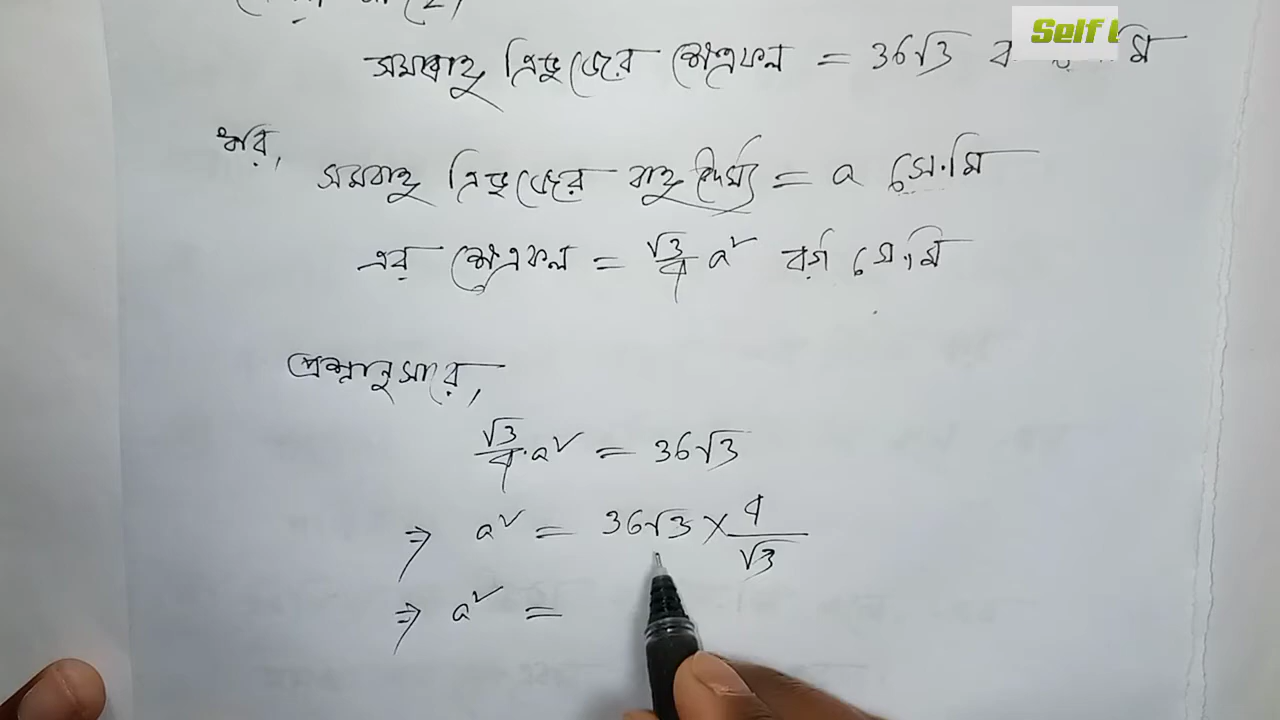 Self
সমবাহু ত্রিভুজের ক্ষেত্রফল = 36√3 মি
ধরি,
সমবাহু ত্রিভুজের বাহু দৈর্ঘ্য = a সে.মি
এর ক্ষেত্রফল = √3/4 a² বর্গ সে.মি
প্রশ্নানুসারে,
√3/4 . a² = 36√3
⇒ a² = 36√3 × 4/√3
⇒ a² =